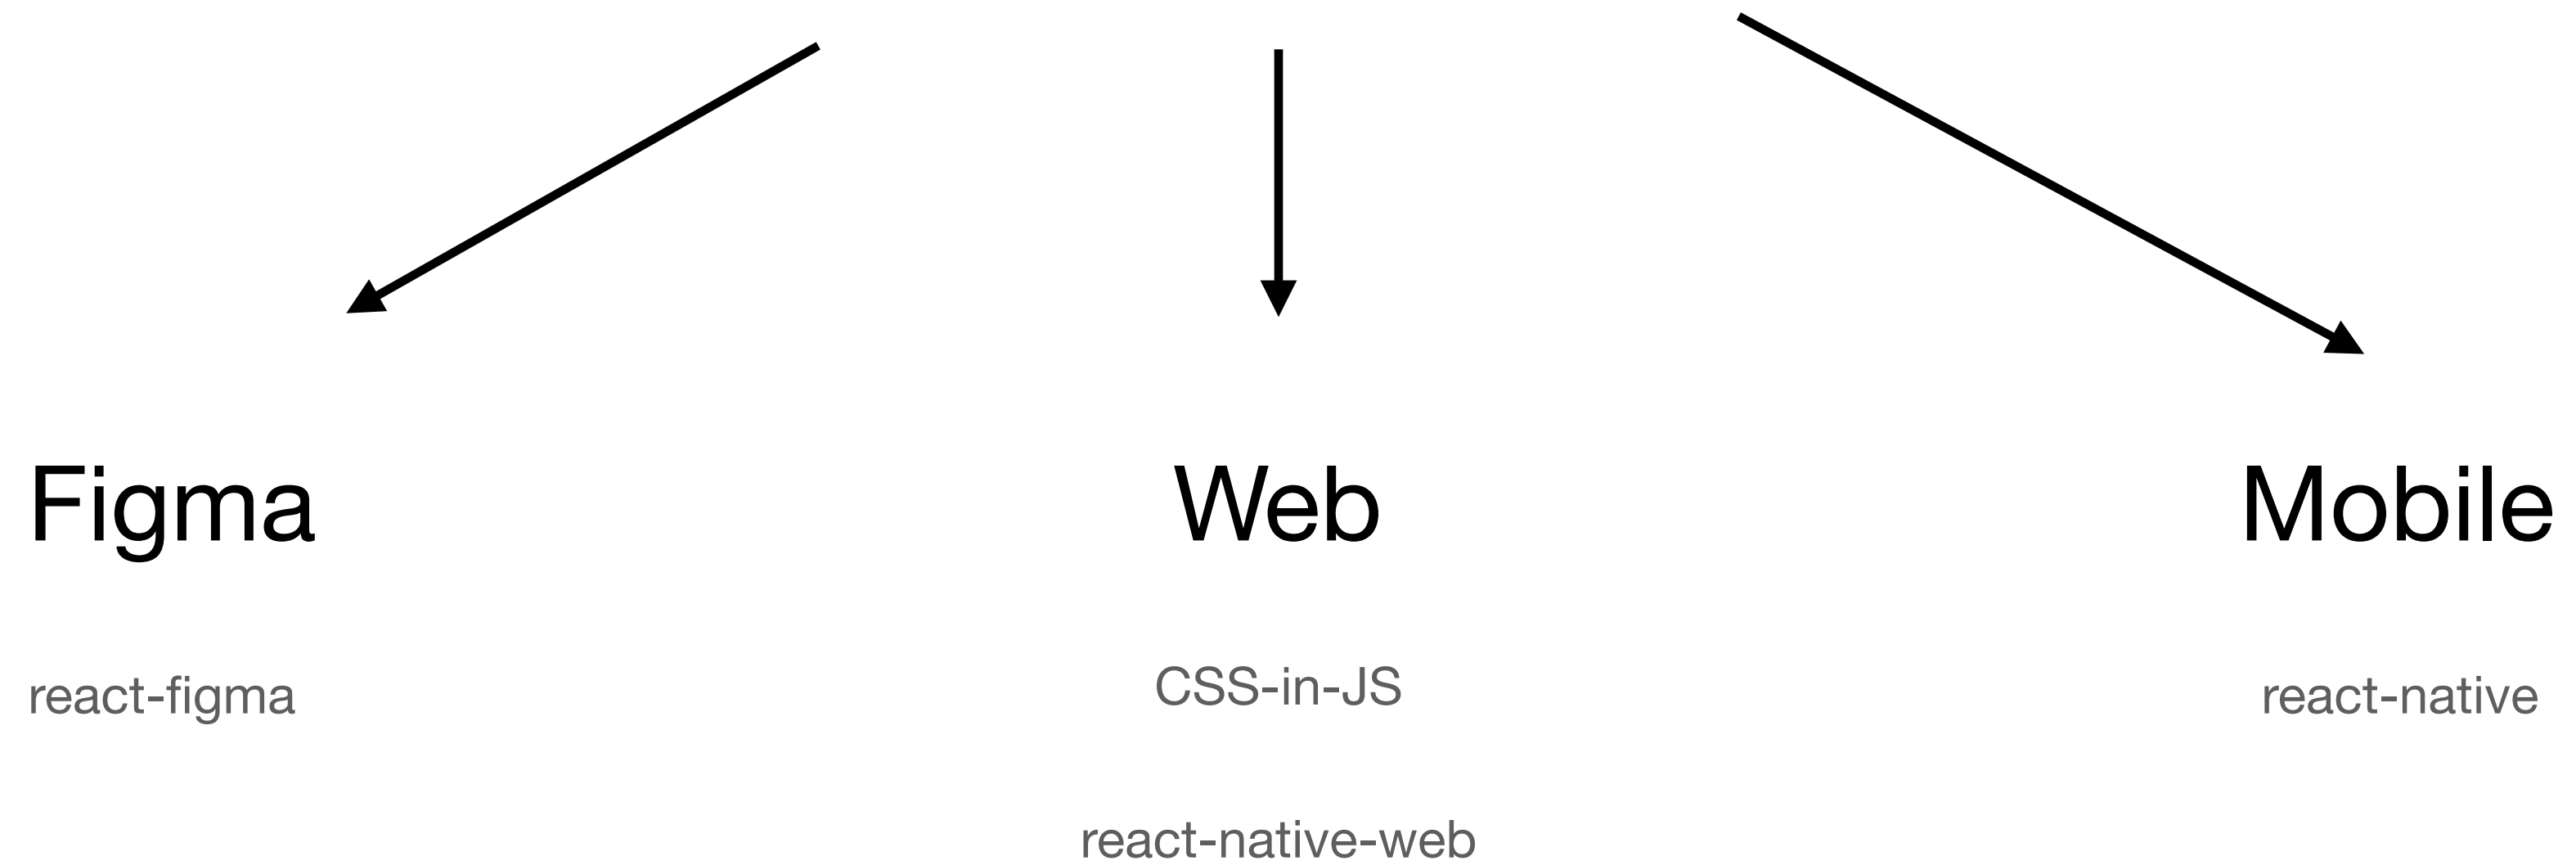 Figma
Web
Mobile
react-figma
CSS-in-JS
react-native
react-native-web